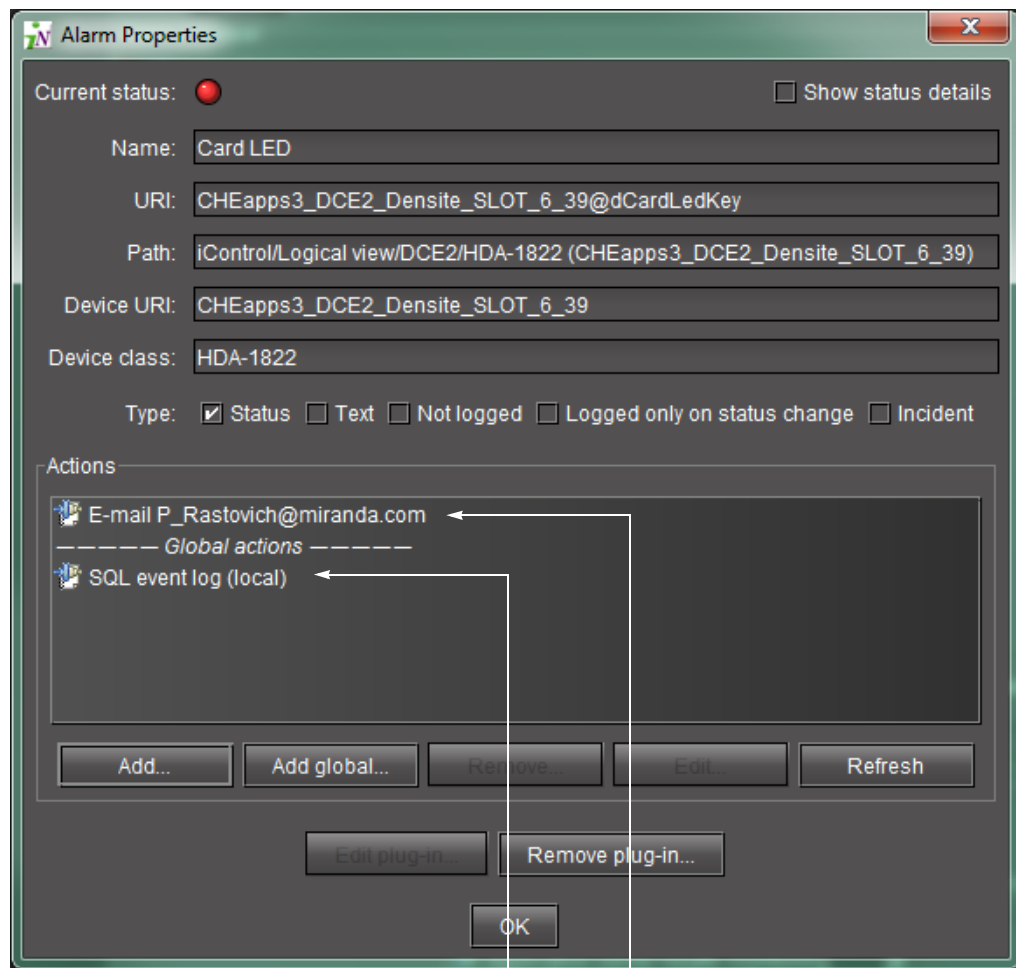 iN Alarm Properties X
Current status: Show status details
Name: Card LED
URI: CHEapps3_DCE2_Densite_SLOT_6_39@dCardLedKey
Path: iControl/Logical view/DCE2/HDA-1822 (CHEapps3_DCE2_Densite_SLOT_6_39)
Device URI: CHEapps3_DCE2_Densite_SLOT_6_39
Device class: HDA-1822
Type: Status Text Not logged Logged only on status change Incident
Actions
E-mail P_Rastovich@miranda.com
————— Global actions —————
SQL event log (local)
Add... Add global... Remove... Edit... Refresh
Edit plug-in... Remove plug-in...
OK